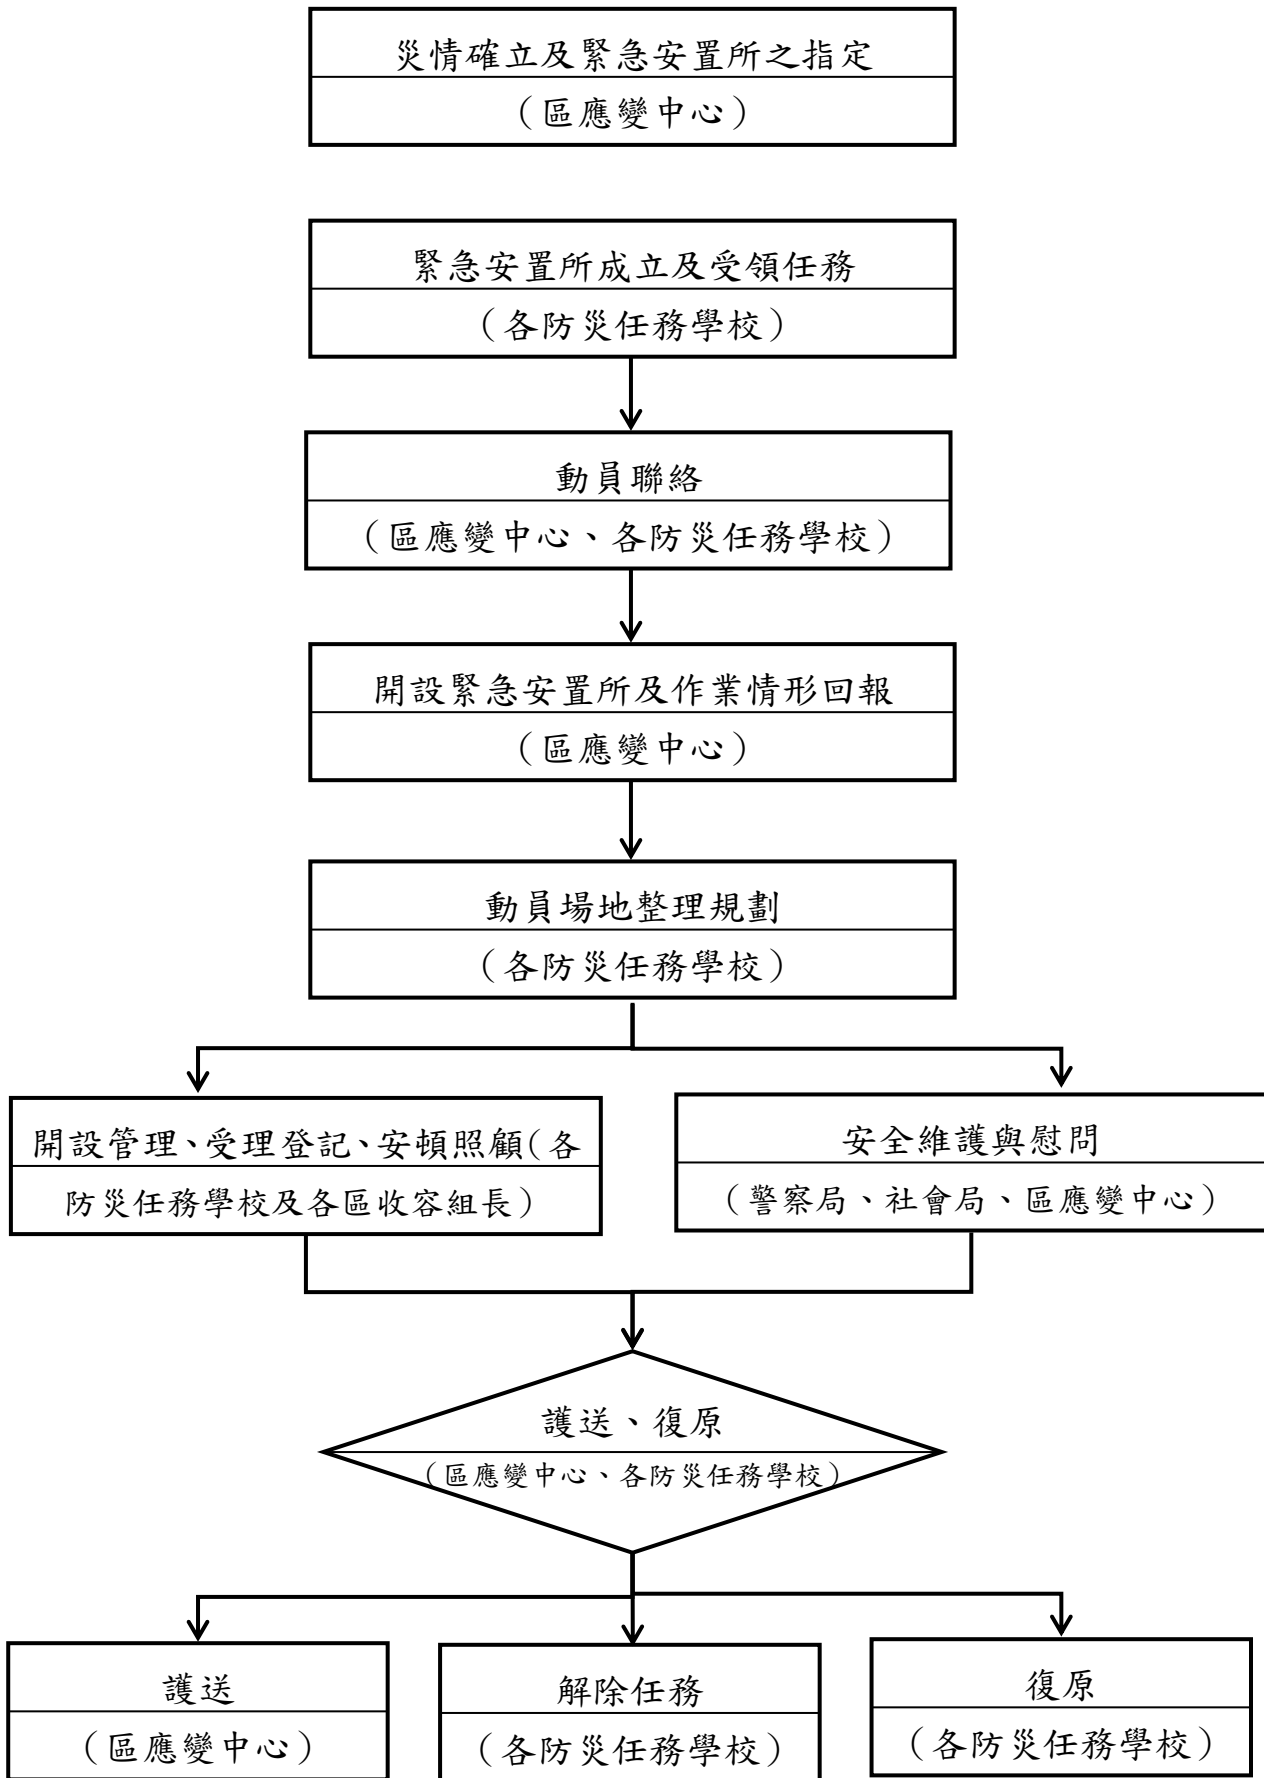 災情確立及緊急安置所之指定
（區應變中心）
緊急安置所成立及受領任務
（各防災任務學校）
動員聯絡
（區應變中心、各防災任務學校）
開設緊急安置所及作業情形回報
（區應變中心）
動員場地整理規劃
（各防災任務學校）
開設管理、受理登記、安頓照顧(各
防災任務學校及各區收容組長)
安全維護與慰問
（警察局、社會局、區應變中心）
護送、復原
（區應變中心、各防災任務學校）
護送
（區應變中心）
解除任務
（各防災任務學校）
復原
（各防災任務學校）